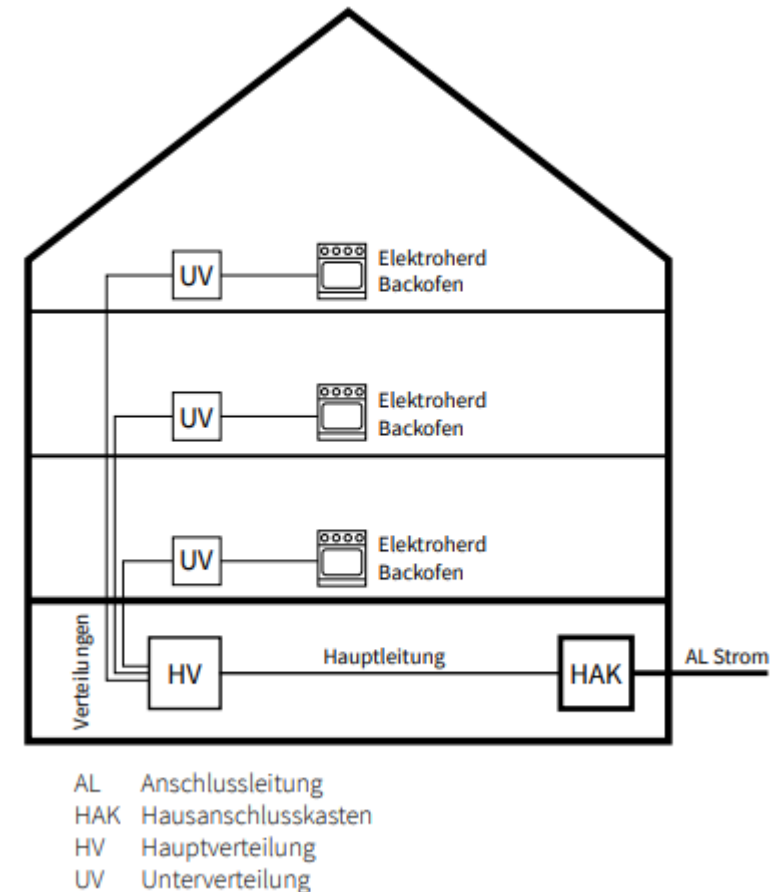 UV
Elektroherd
Backofen
UV
Elektroherd
Backofen
UV
Elektroherd
Backofen
Verteilungen
HV
Hauptleitung
HAK
AL Strom
AL Anschlussleitung
HAK Hausanschlusskasten
HV Hauptverteilung
UV Unterverteilung